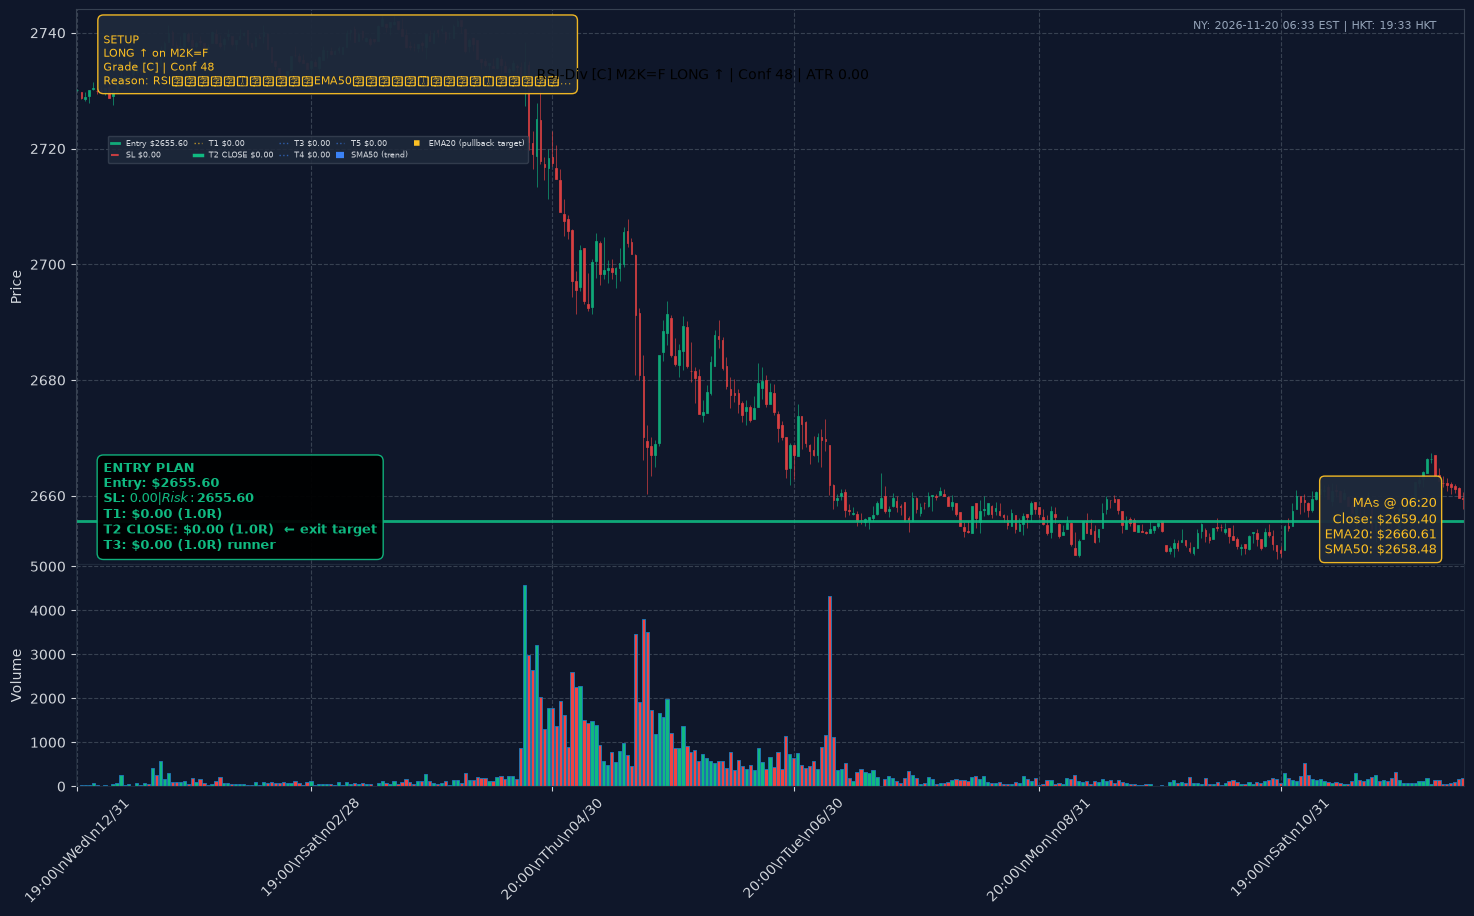 NY: 2026-11-20 06:33 EST | HKT: 19:33 HKT
SETUP
LONG ↑ on M2K=F
Grade [C] | Conf 48
Reason: RSI
EMA50
...
RSI-Div [C] M2K=F LONG ↑ | Conf 48 | ATR 0.00
Entry $2655.60
SL $0.00
T1 $0.00
T2 CLOSE $0.00
T3 $0.00
T4 $0.00
T5 $0.00
SMA50 (trend)
EMA20 (pullback target)
Price
2740
2720
2700
2680
2660
ENTRY PLAN
Entry: $2655.60
SL: 0.00|Risk:2655.60
T1: $0.00 (1.0R)
T2 CLOSE: $0.00 (1.0R) ← exit target
T3: $0.00 (1.0R) runner
MAs @ 06:20
Close: $2659.40
EMA20: $2660.61
SMA50: $2658.48
Volume
5000
4000
3000
2000
1000
0
19:00\nWed\n12/31
19:00\nSat\n02/28
20:00\nThu\n04/30
20:00\nTue\n06/30
20:00\nMon\n08/31
19:00\nSat\n10/31